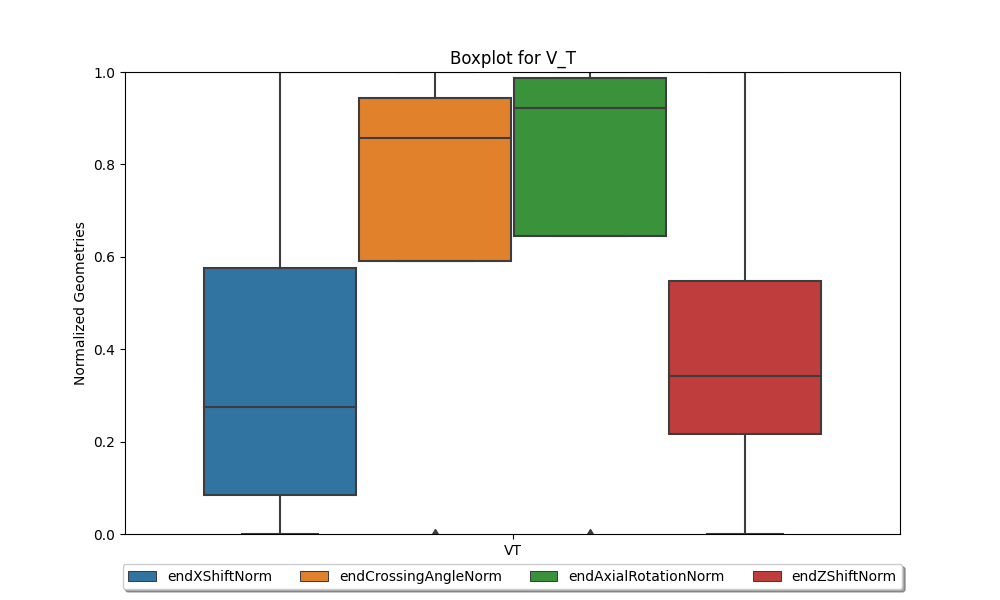 Boxplot for V_T
1.0
0.8
0.6
0.4
0.2
0.0
Normalized Geometries
VT
endXShiftNorm endCrossingAngleNorm endAxialRotationNorm endZShiftNorm